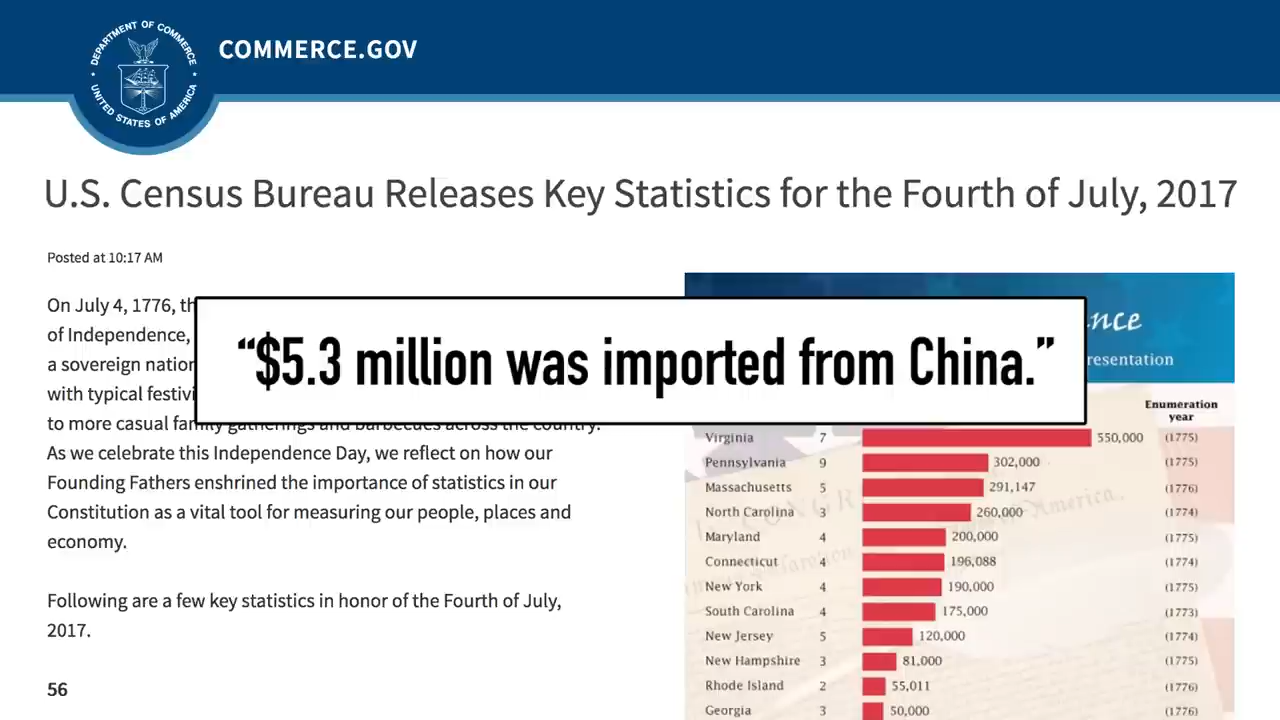 DEPARTMENT OF COMMERCE
UNITED STATES OF AMERICA
COMMERCE.GOV
U.S. Census Bureau Releases Key Statistics for the Fourth of July, 2017
Posted at 10:17 AM
On July 4, 1776, th
of Independence,
a sovereign nation
with typical festivi
to more casual family gatherings and barbecues across the country.
As we celebrate this Independence Day, we reflect on how our
Founding Fathers enshrined the importance of statistics in our
Constitution as a vital tool for measuring our people, places and
economy.
Following are a few key statistics in honor of the Fourth of July,
2017.
56
“$5.3 million was imported from China.”
nce
resentation
Enumeration
year
Virginia 7 550,000 (1775)
Pennsylvania 9 302,000 (1775)
Massachusetts 5 291,147 (1776)
North Carolina 3 260,000 (1774)
Maryland 4 200,000 (1775)
Connecticut 4 196,088 (1774)
New York 4 190,000 (1775)
South Carolina 4 175,000 (1773)
New Jersey 5 120,000 (1774)
New Hampshire 3 81,000 (1775)
Rhode Island 2 55,011 (1776)
Georgia 3 50,000 (1776)